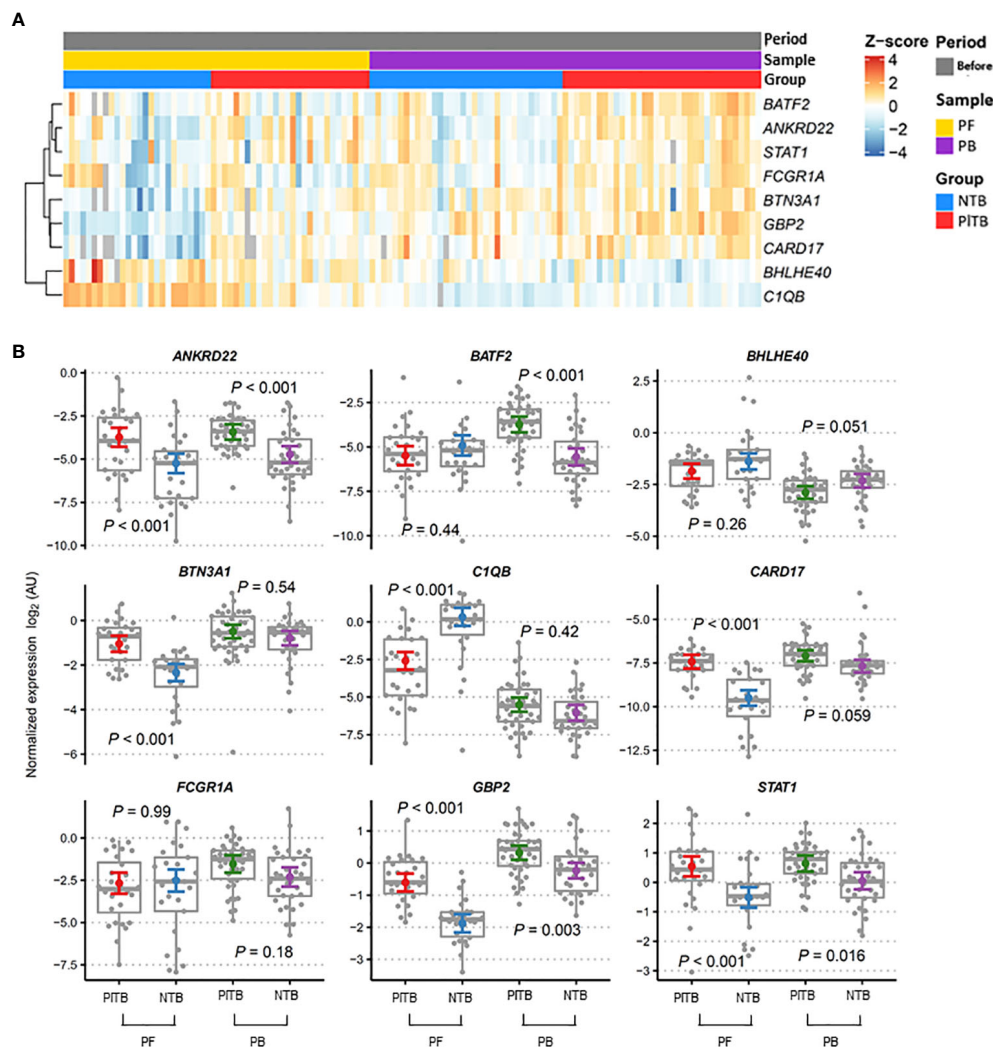 A
Period
Sample
Group
BATF2
ANKRD22
STAT1
FCGR1A
BTN3A1
GBP2
CARD17
BHLHE40
C1QB
Z-score
4
2
0
−2
−4
Period
Before
Sample
PF
PB
Group
NTB
PlTB
B
Normalized expression log2 (AU)
ANKRD22
0.0
−2.5
−5.0
−7.5
−10.0
P < 0.001
P < 0.001
BATF2
−2.5
−5.0
−7.5
−10.0
P < 0.001
P = 0.44
BHLHE40
2.5
0.0
−2.5
−5.0
P = 0.051
P = 0.26
BTN3A1
0
−2
−4
−6
P = 0.54
P < 0.001
C1QB
0.0
−2.5
−5.0
−7.5
P < 0.001
P = 0.42
CARD17
−5.0
−7.5
−10.0
−12.5
P < 0.001
P = 0.059
FCGR1A
0.0
−2.5
−5.0
−7.5
P = 0.99
P = 0.18
GBP2
1
0
−1
−2
−3
P < 0.001
P = 0.003
STAT1
2
1
0
−1
−2
−3
P < 0.001
P = 0.016
PlTB NTB PlTB NTB
PF PB
PlTB NTB PlTB NTB
PF PB
PlTB NTB PlTB NTB
PF PB